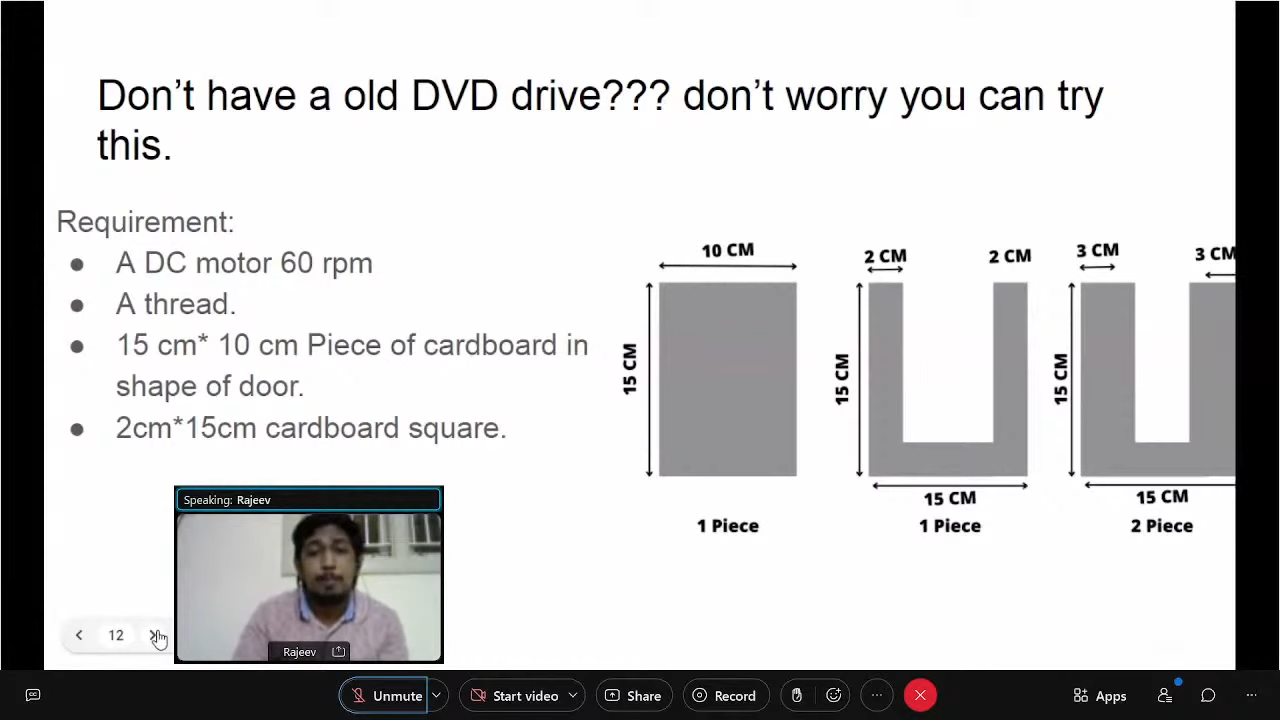 Don't have a old DVD drive??? don't worry you can try
this.
Requirement:
● A DC motor 60 rpm
● A thread.
● 15 cm* 10 cm Piece of cardboard in
shape of door.
● 2cm*15cm cardboard square.
10 CM
15 CM
1 Piece
2 CM
2 CM
15 CM
15 CM
1 Piece
3 CM
3 CM
15 CM
15 CM
2 Piece
Speaking: Rajeev
Rajeev
12
Unmute
Start video
Share
Record
Apps